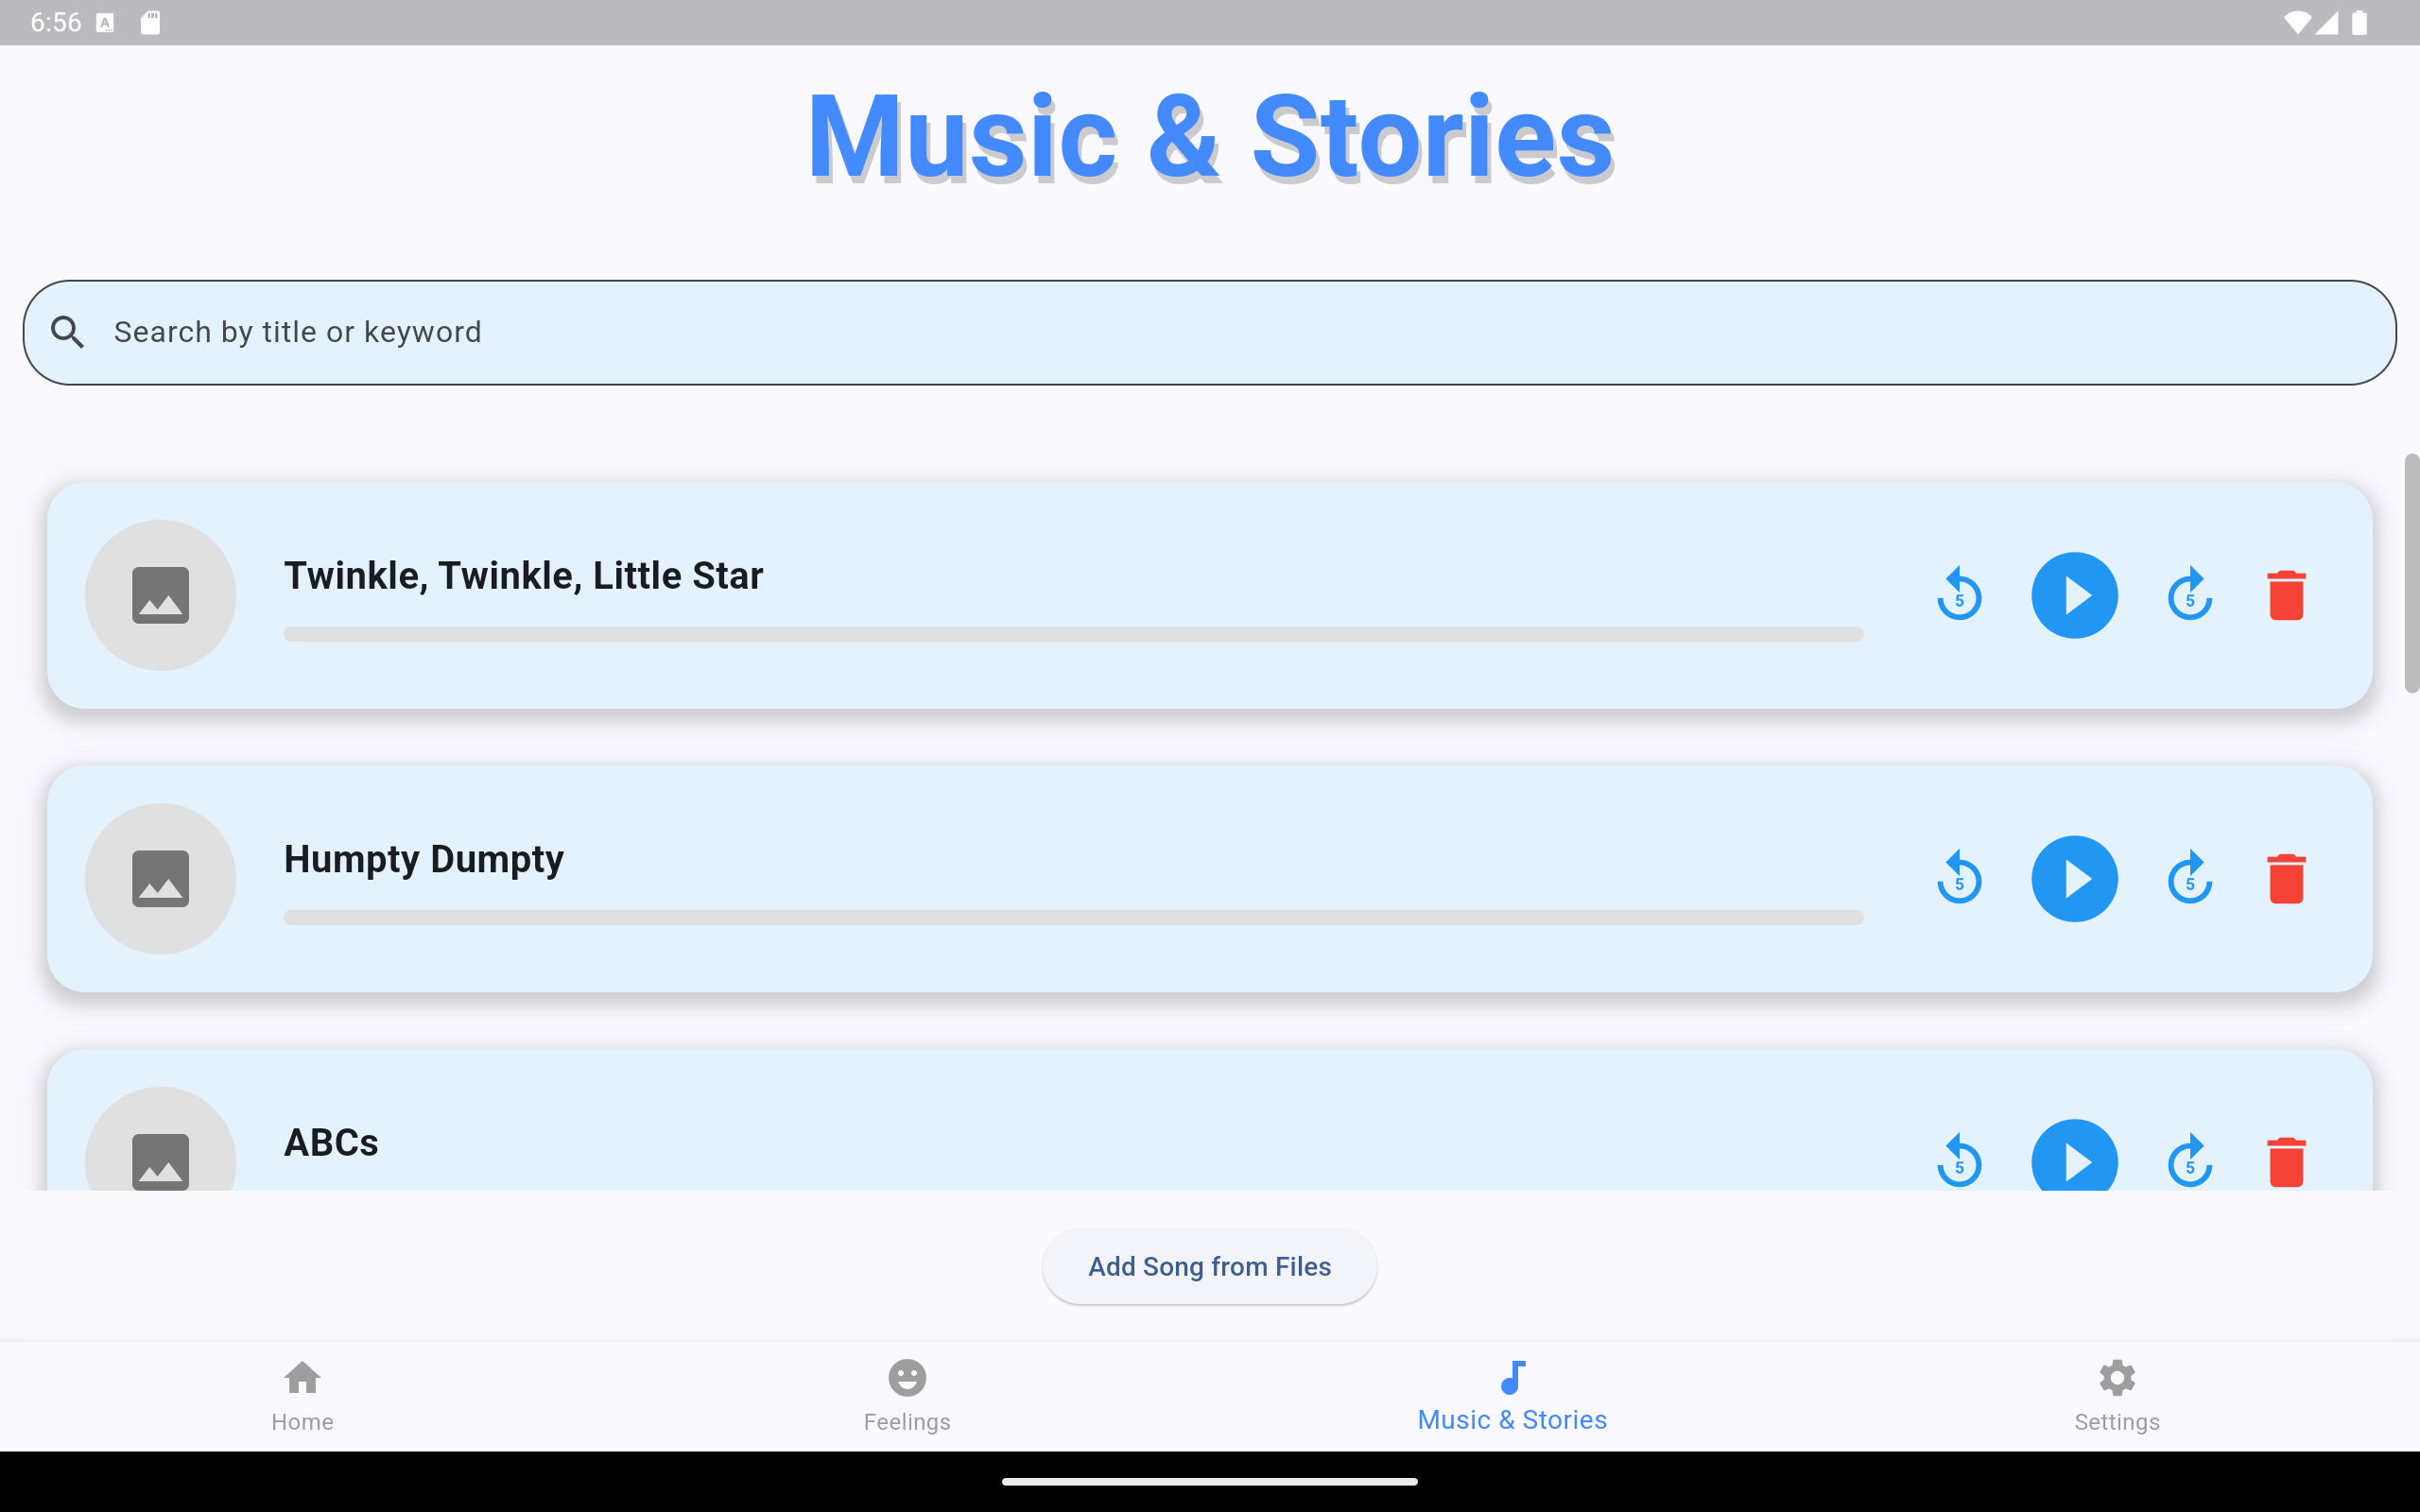 6:56
Music & Stories
Search by title or keyword
Twinkle, Twinkle, Little Star
5
5
Humpty Dumpty
5
5
ABCs
5
5
Add Song from Files
Home
Feelings
Music & Stories
Settings